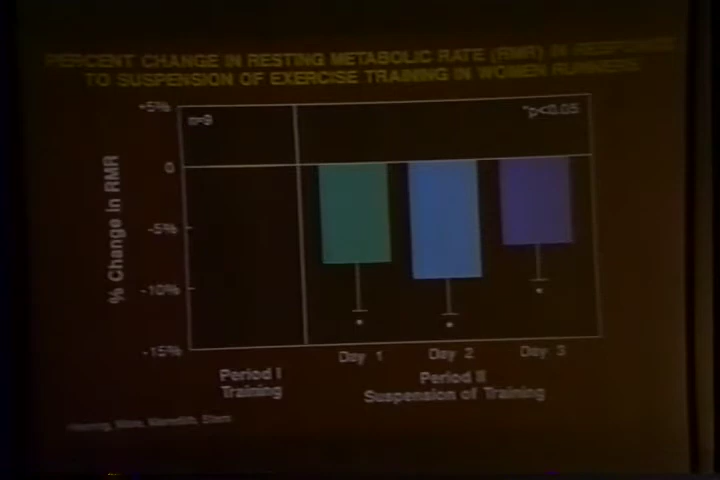 PERCENT CHANGE IN RESTING METABOLIC RATE (RMR) IN RESPONSE
TO SUSPENSION OF EXERCISE TRAINING IN WOMEN RUNNERS
+5%
n=9
*p<0.05
0
% Change in RMR
-5%
-10%
-15%
* * *
Day 1 Day 2 Day 3
Period I
Training
Period II
Suspension of Training